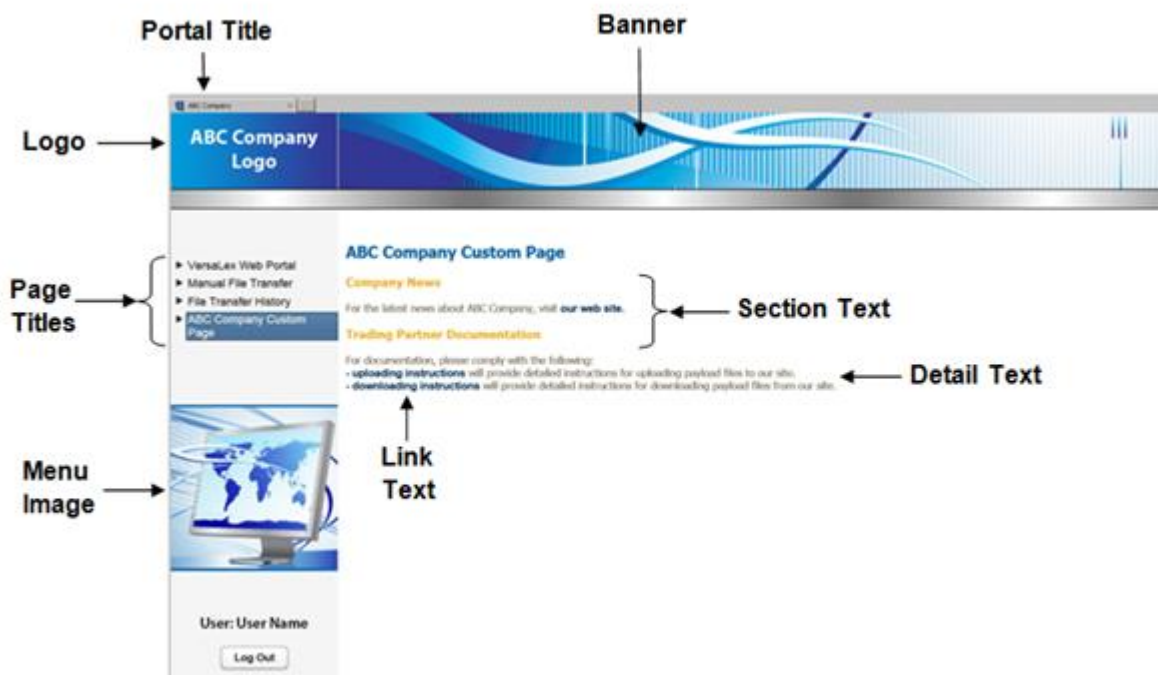 Portal Title
Banner
ABC Company
Logo
ABC Company
Logo
ABC Company Custom Page
VersaLex Web Portal
Manual File Transfer
File Transfer History
ABC Company Custom
Page
Page
Titles
Company News
For the latest news about ABC Company, visit our web site.
Section Text
Trading Partner Documentation
For documentation, please comply with the following:
- uploading instructions will provide detailed instructions for uploading payload files to our site.
- downloading instructions will provide detailed instructions for downloading payload files from our site.
Detail Text
Link
Text
Menu
Image
User: User Name
Log Out